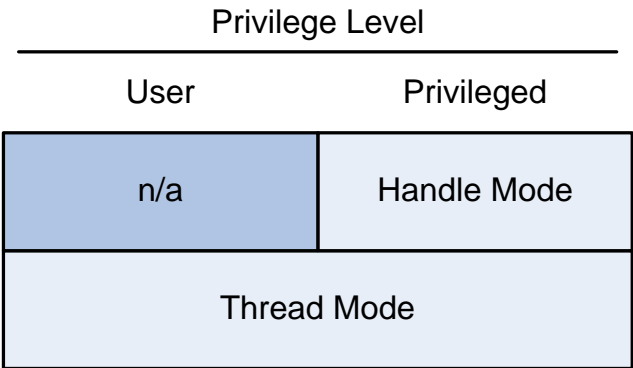 Privilege Level
User Privileged
n/a Handle Mode
Thread Mode